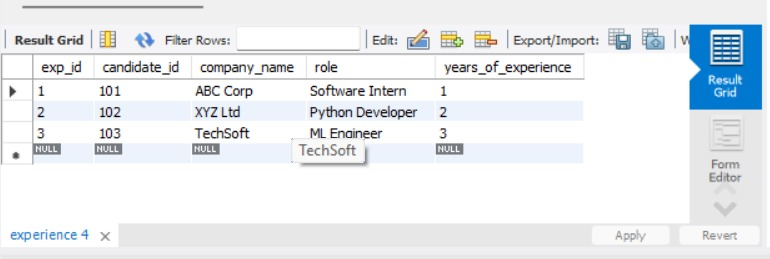 Result Grid Filter Rows: Edit: Export/Import: W
exp_id candidate_id company_name role years_of_experience
1 101 ABC Corp Software Intern 1
2 102 XYZ Ltd Python Developer 2
3 103 TechSoft ML Engineer 3
NULL NULL NULL NULL
TechSoft
Result
Grid
Form
Editor
experience 4
Apply Revert